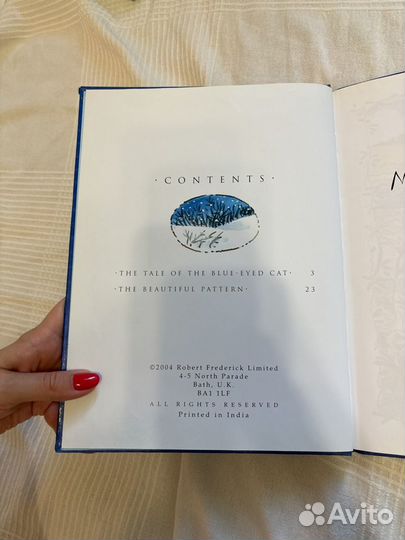 · CONTENTS ·
· THE TALE OF THE BLUE-EYED CAT · 3
· THE BEAUTIFUL PATTERN · 23
©2004 Robert Frederick Limited
4-5 North Parade
Bath, U.K.
BA1 1LF
ALL RIGHTS RESERVED
Printed in India
Avito